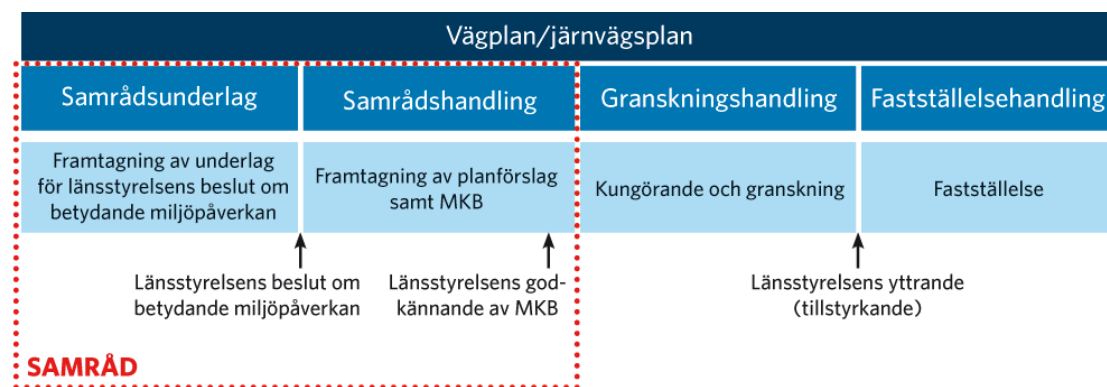 Vägplan/järnvägsplan
Samrådsunderlag
Samrådshandling
Granskningshandling
Fastställelsehandling
Framtagning av underlag
för länsstyrelsens beslut om
betydande miljöpåverkan
Framtagning av planförslag
samt MKB
Kungörande och granskning
Fastställelse
Länsstyrelsens beslut om
betydande miljöpåverkan
Länsstyrelsens god-
kännande av MKB
Länsstyrelsens yttrande
(tillstyrkande)
SAMRÅD